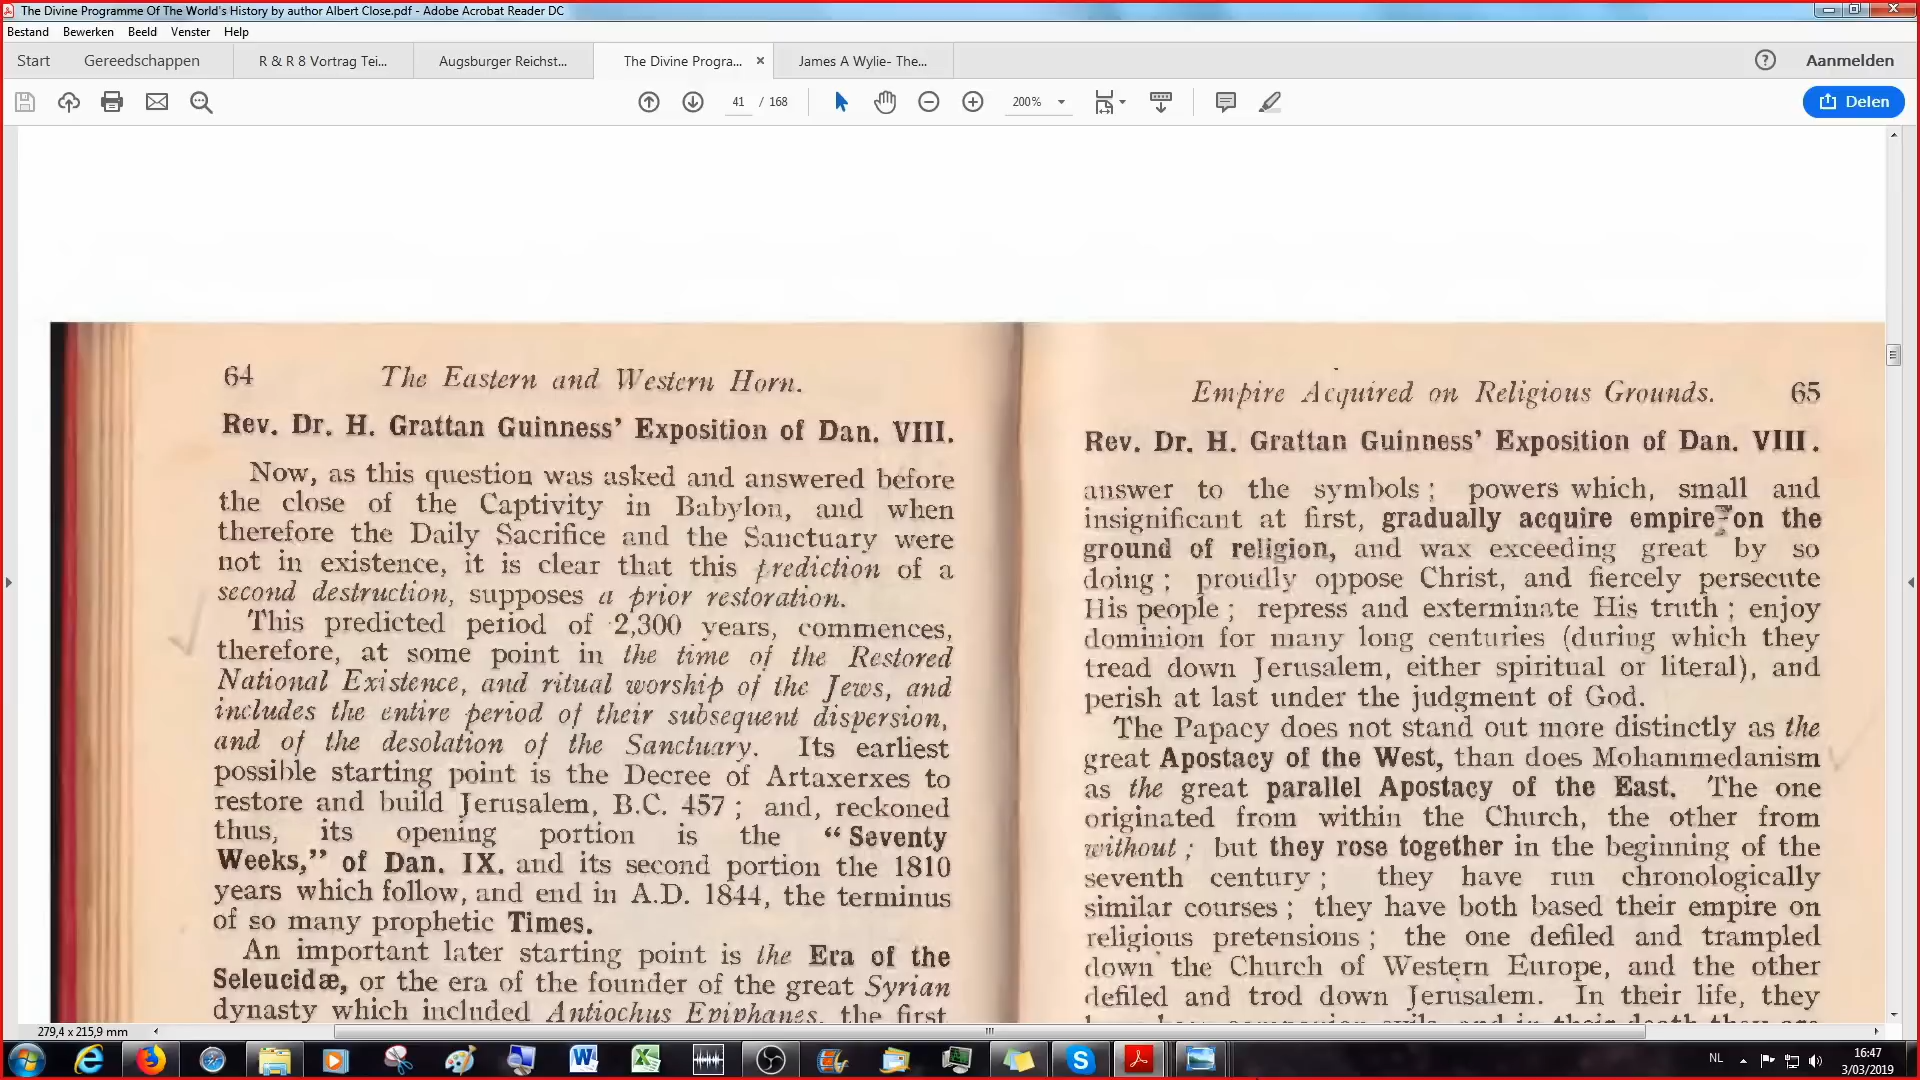 The Divine Programme Of The World's History by author Albert Close.pdf - Adobe Acrobat Reader DC
Bestand Bewerken Beeld Venster Help
Start Gereedschappen R & R 8 Vortrag Tei... Augsburger Reichst... The Divine Progra... James A Wylie- The... Aanmelden
41 / 168 200% Delen
64 The Eastern and Western Horn.
Rev. Dr. H. Grattan Guinness' Exposition of Dan. VIII.
Now, as this question was asked and answered before
the close of the Captivity in Babylon, and when
therefore the Daily Sacrifice and the Sanctuary were
not in existence, it is clear that this prediction of a
second destruction, supposes a prior restoration.
This predicted period of 2,300 years, commences,
therefore, at some point in the time of the Restored
National Existence, and ritual worship of the Jews, and
includes the entire period of their subsequent dispersion,
and of the desolation of the Sanctuary. Its earliest
possible starting point is the Decree of Artaxerxes to
restore and build Jerusalem, B.C. 457 ; and, reckoned
thus, its opening portion is the "Seventy
Weeks," of Dan. IX. and its second portion the 1810
years which follow, and end in A.D. 1844, the terminus
of so many prophetic Times.
An important later starting point is the Era of the
Seleucidæ, or the era of the founder of the great Syrian
dynasty which included Antiochus Epiphanes, the first
Empire Acquired on Religious Grounds. 65
Rev. Dr. H. Grattan Guinness' Exposition of Dan. VIII.
answer to the symbols ; powers which, small and
insignificant at first, gradually acquire empire on the
ground of religion, and wax exceeding great by so
doing ; proudly oppose Christ, and fiercely persecute
His people ; repress and exterminate His truth ; enjoy
dominion for many long centuries (during which they
tread down Jerusalem, either spiritual or literal), and
perish at last under the judgment of God.
The Papacy does not stand out more distinctly as the
great Apostacy of the West, than does Mohammedanism
as the great parallel Apostacy of the East. The one
originated from within the Church, the other from
without ; but they rose together in the beginning of the
seventh century ; they have run chronologically
similar courses ; they have both based their empire on
religious pretensions ; the one defiled and trampled
down the Church of Western Europe, and the other
defiled and trod down Jerusalem. In their life, they
279,4 x 215,9 mm
NL 16:47
3/03/2019